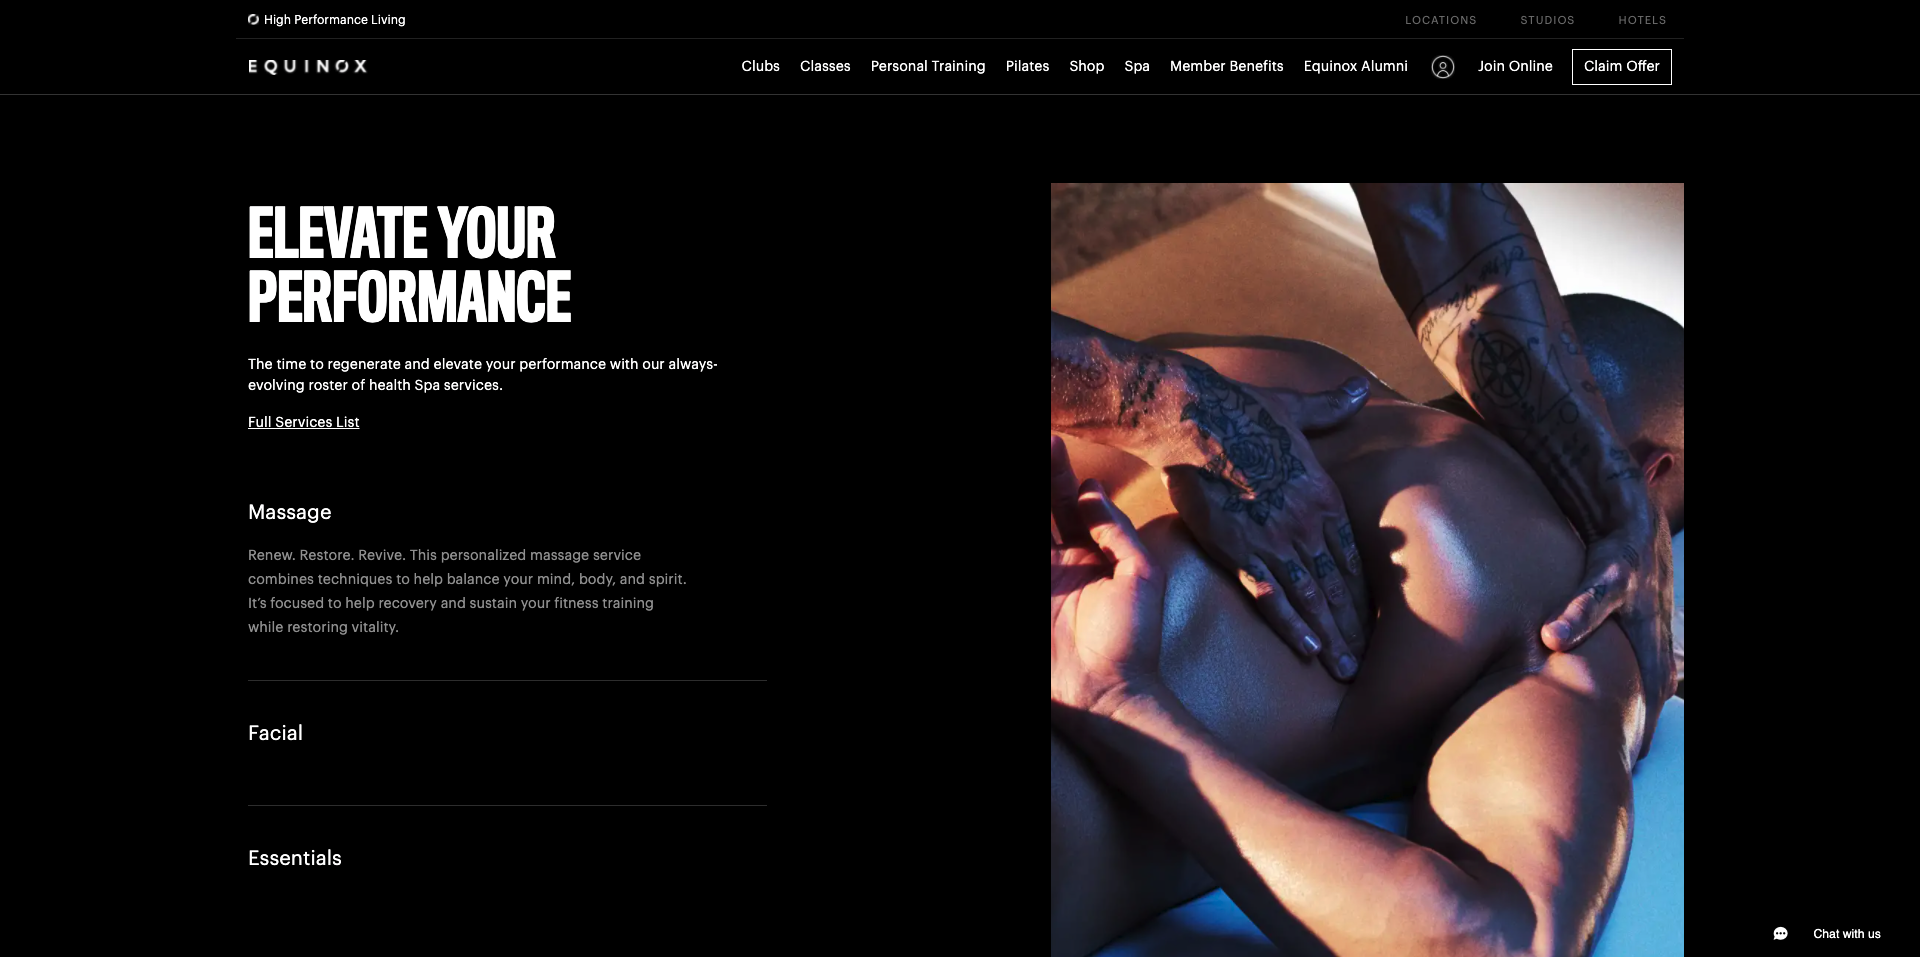 High Performance Living
LOCATIONS STUDIOS HOTELS
EQUINOX
Clubs Classes Personal Training Pilates Shop Spa Member Benefits Equinox Alumni Join Online Claim Offer
ELEVATE YOUR
PERFORMANCE
The time to regenerate and elevate your performance with our always-
evolving roster of health Spa services.
Full Services List
Massage
Renew. Restore. Revive. This personalized massage service
combines techniques to help balance your mind, body, and spirit.
It’s focused to help recovery and sustain your fitness training
while restoring vitality.
Facial
Essentials
Chat with us